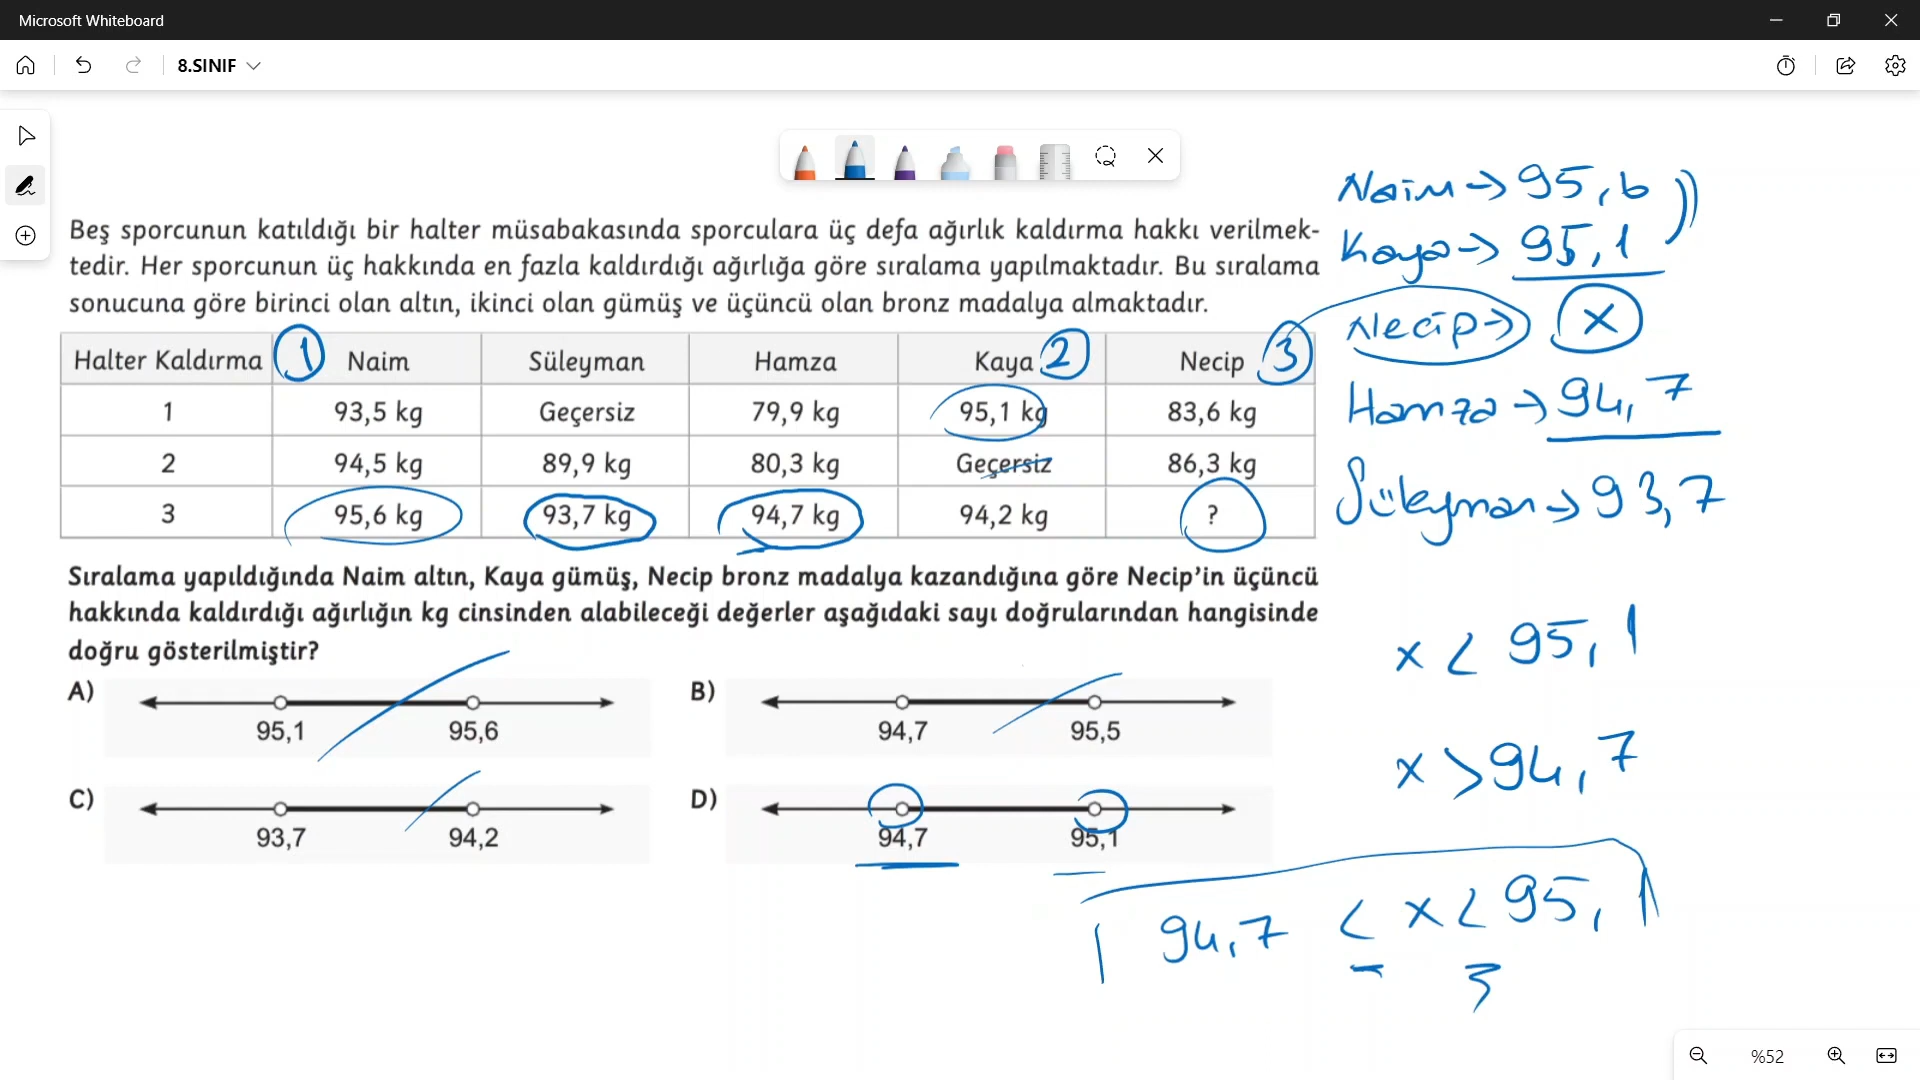 Microsoft Whiteboard
8.SINIF
Beş sporcunun katıldığı bir halter müsabakasında sporculara üç defa ağırlık kaldırma hakkı verilmek-
tedir. Her sporcunun üç hakkında en fazla kaldırdığı ağırlığa göre sıralama yapılmaktadır. Bu sıralama
sonucuna göre birinci olan altın, ikinci olan gümüş ve üçüncü olan bronz madalya almaktadır.
Halter Kaldırma 1 Naim Süleyman Hamza Kaya 2 Necip 3
1 93,5 kg Geçersiz 79,9 kg 95,1 kg 83,6 kg
2 94,5 kg 89,9 kg 80,3 kg Geçersiz 86,3 kg
3 95,6 kg 93,7 kg 94,7 kg 94,2 kg ?
Sıralama yapıldığında Naim altın, Kaya gümüş, Necip bronz madalya kazandığına göre Necip'in üçüncü
hakkında kaldırdığı ağırlığın kg cinsinden alabileceği değerler aşağıdaki sayı doğrularından hangisinde
doğru gösterilmiştir?
A) 95,1 95,6
B) 94,7 95,5
C) 93,7 94,2
D) 94,7 95,1
Naim → 95,6
Kaya → 95,1
Necip → x
Hamza → 94,7
Süleyman → 93,7
x < 95,1
x > 94,7
94,7 < x < 95,1
%52